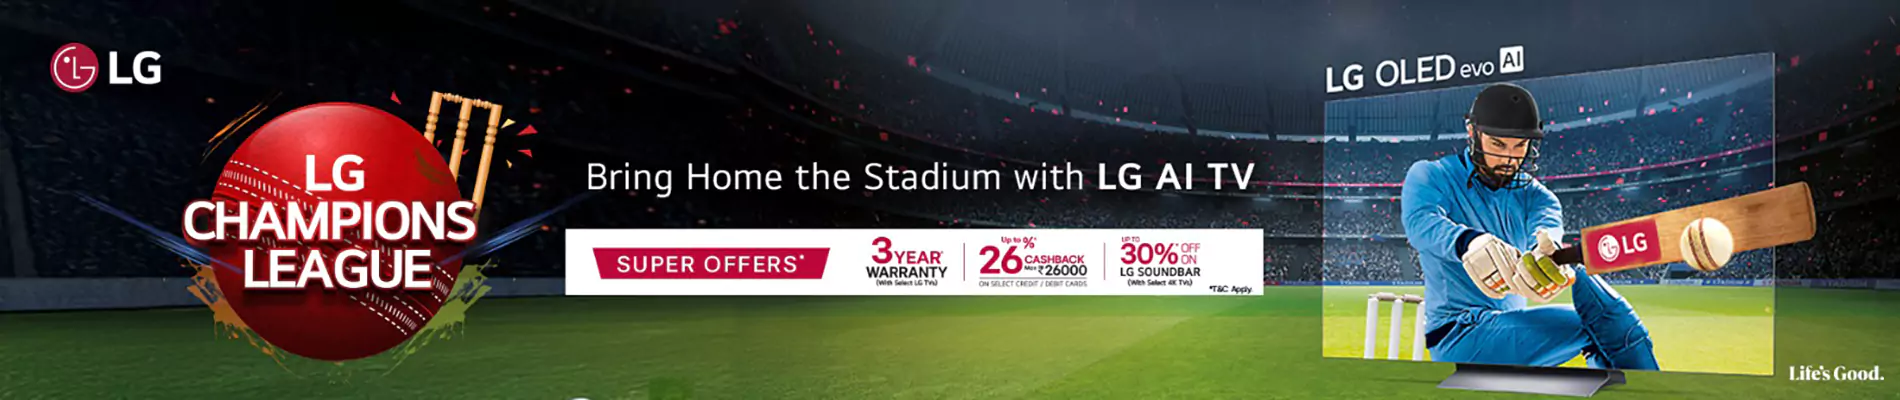 LG
LG
CHAMPIONS
LEAGUE
Bring Home the Stadium with LG AI TV
SUPER OFFERS*
3 YEAR*
WARRANTY
(With Select LG TVs)
Up to
26%* CASHBACK
Max ₹26000
ON SELECT CREDIT / DEBIT CARDS
UP TO
30%* OFF
ON
LG SOUNDBAR
(With Select 4K TVs)
*T&C Apply.
LG OLED evo AI
LG
Life's Good.